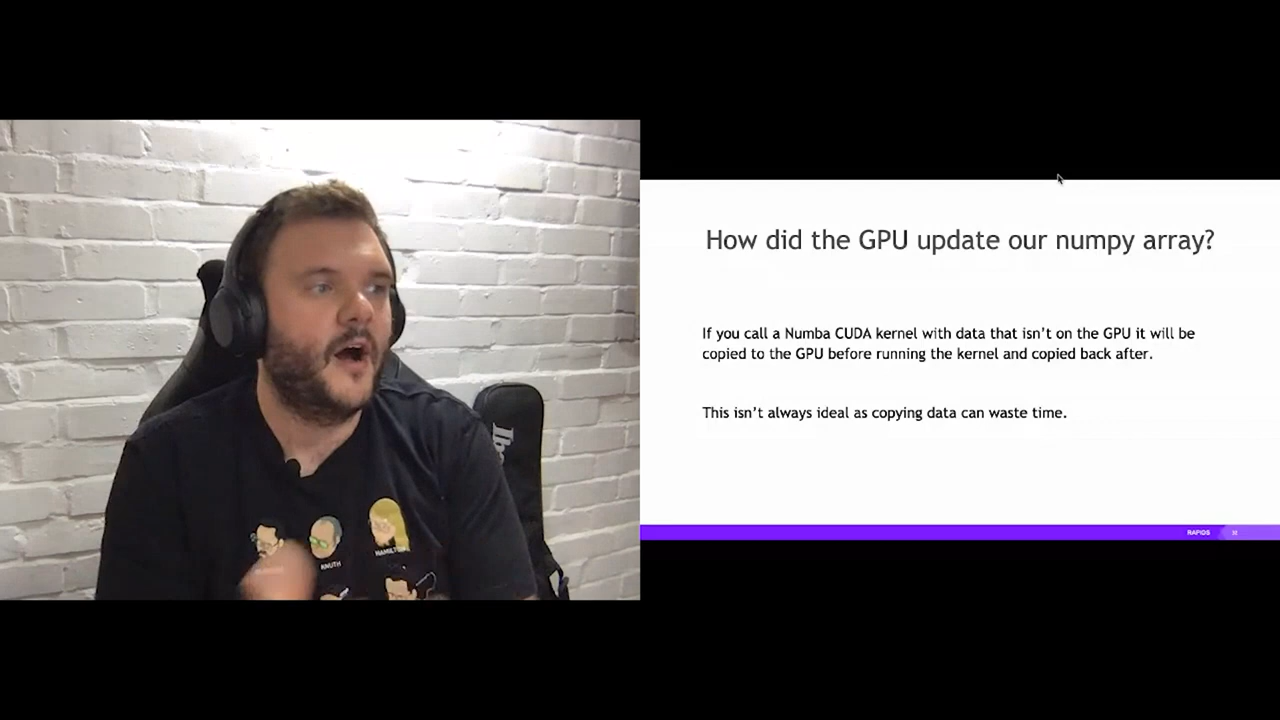 How did the GPU update our numpy array?
If you call a Numba CUDA kernel with data that isn't on the GPU it will be
copied to the GPU before running the kernel and copied back after.
This isn't always ideal as copying data can waste time.
RAPIDS
KNUTH
HAMILTON